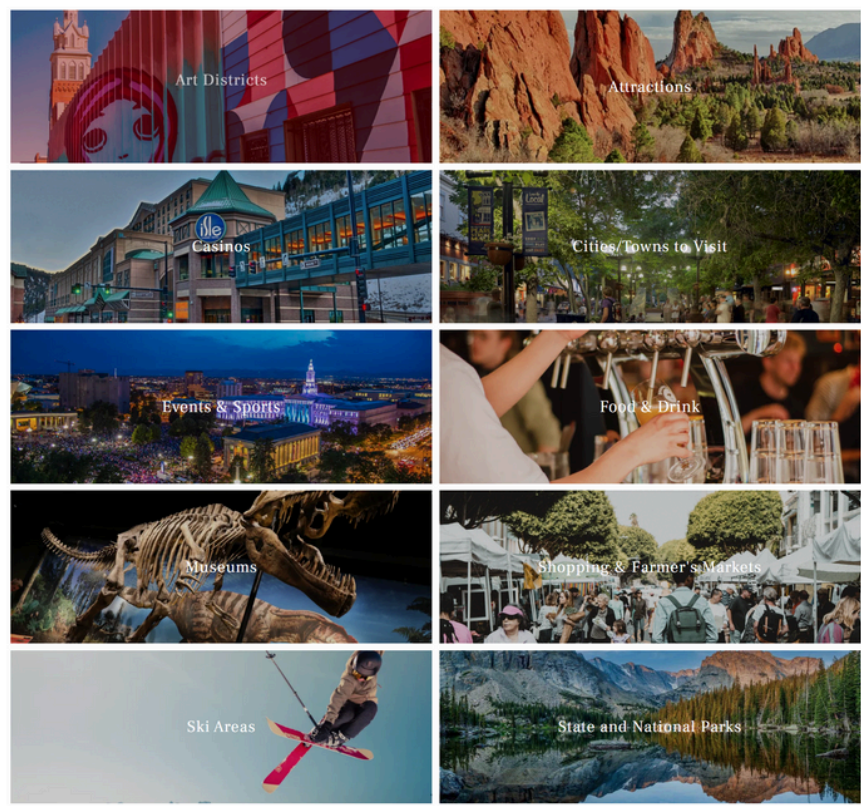 Art Districts
Attractions
isle
Casinos
Cities/Towns to Visit
Events & Sports
Food & Drink
Museums
Shopping & Farmer's Markets
Ski Areas
State and National Parks